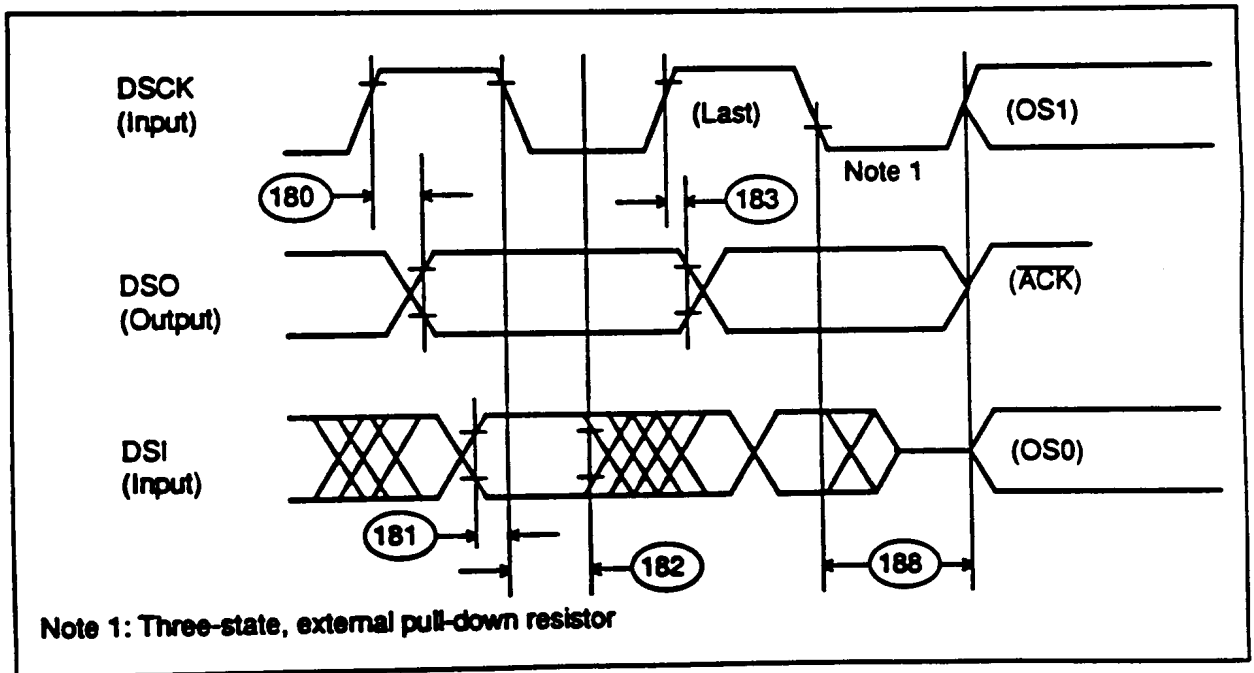 DSCK
(Input)
(Last)
(OS1)
Note 1
180
183
DSO
(Output)
(ACK)
DSI
(Input)
(OS0)
181
182
188
Note 1: Three-state, external pull-down resistor